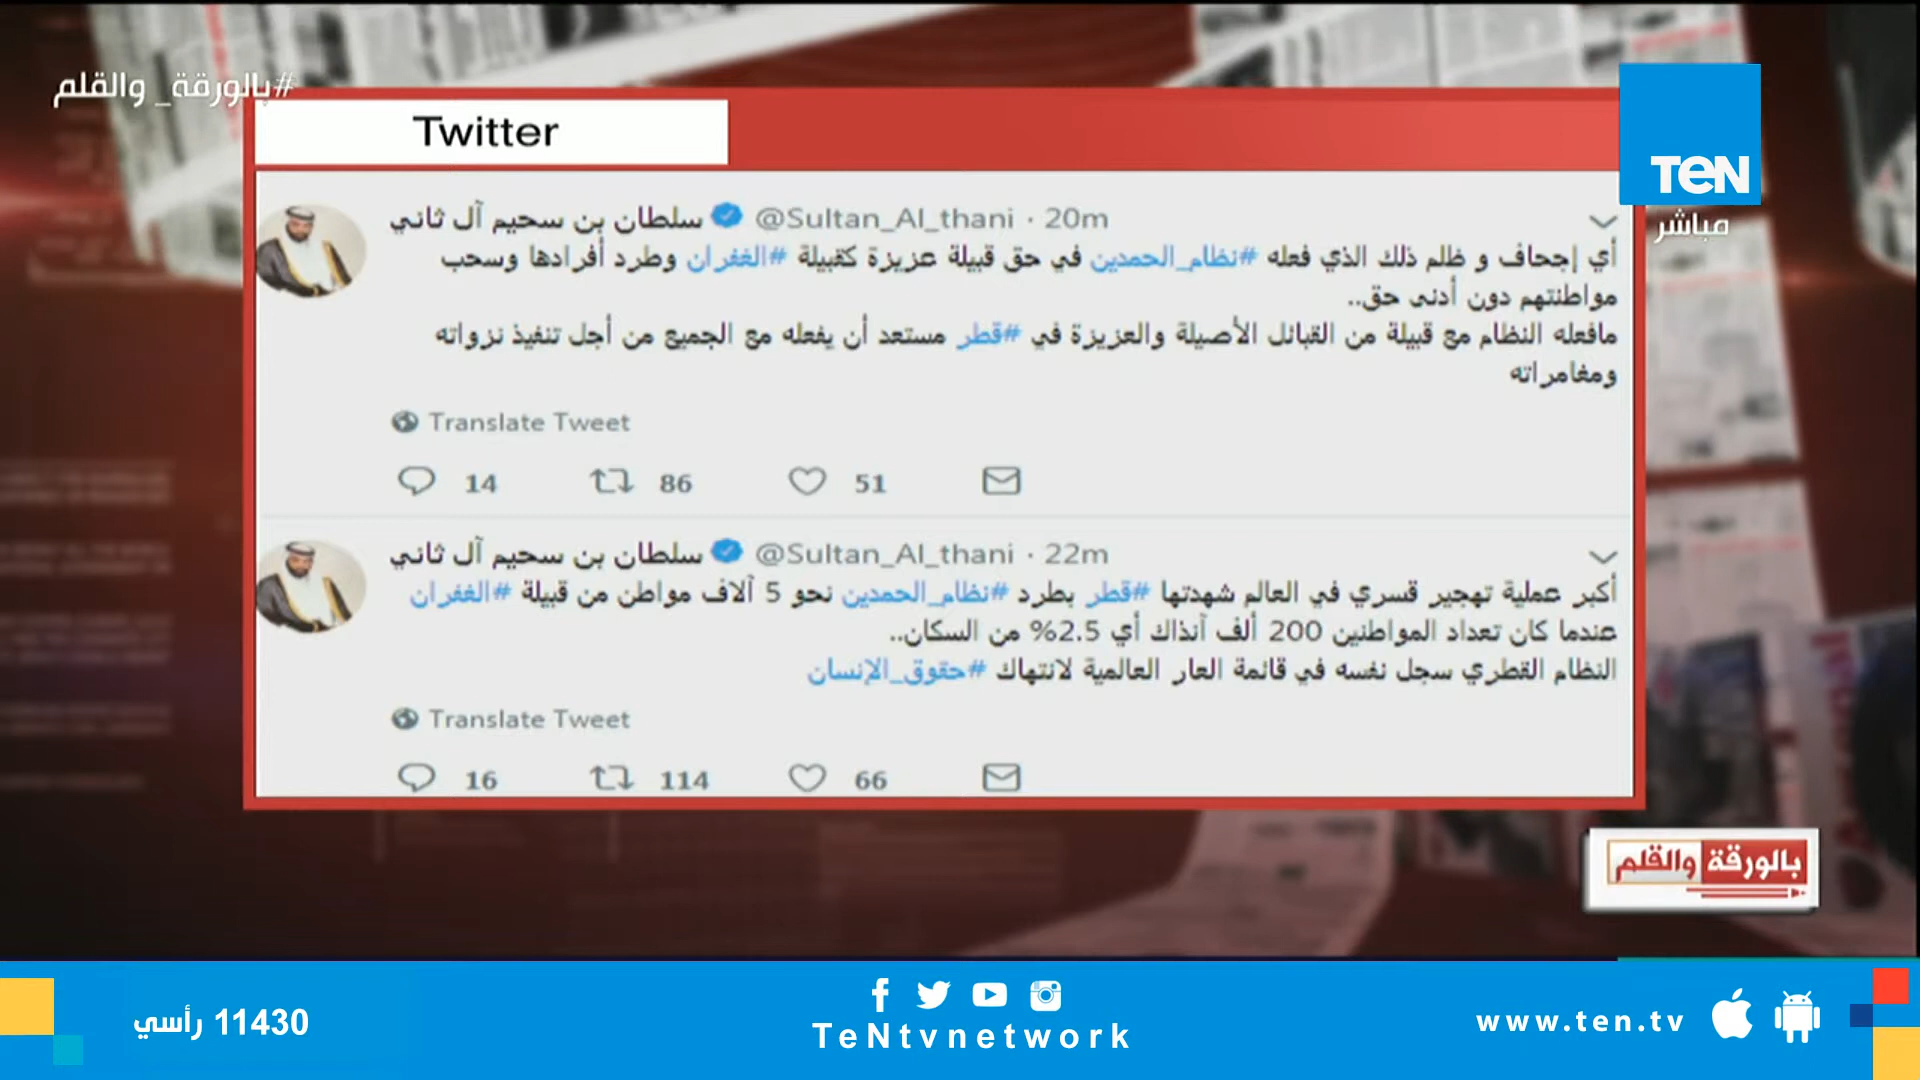 #بالورقة_ والقلم
Twitter
TeN
مباشر
سلطان بن سحيم آل ثاني @Sultan_Al_thani · 20m
أي إجحاف و ظلم ذلك الذي فعله #نظام_الحمدين في حق قبيلة عزيزة كقبيلة #الغفران وطرد أفرادها وسحب
مواطنتهم دون أدنى حق..
مافعله النظام مع قبيلة من القبائل الأصيلة والعزيزة في #قطر مستعد أن يفعله مع الجميع من أجل تنفيذ نزواته
ومغامراته
Translate Tweet
14 86 51
سلطان بن سحيم آل ثاني @Sultan_Al_thani · 22m
أكبر عملية تهجير قسري في العالم شهدتها #قطر بطرد #نظام_الحمدين نحو 5 آلاف مواطن من قبيلة #الغفران
عندما كان تعداد المواطنين 200 ألف آنذاك أي 2.5% من السكان..
النظام القطري سجل نفسه في قائمة العار العالمية لانتهاك #حقوق_الإنسان
Translate Tweet
16 114 66
بالورقة والقلم
11430 رأسي
TeNtvnetwork
www.ten.tv